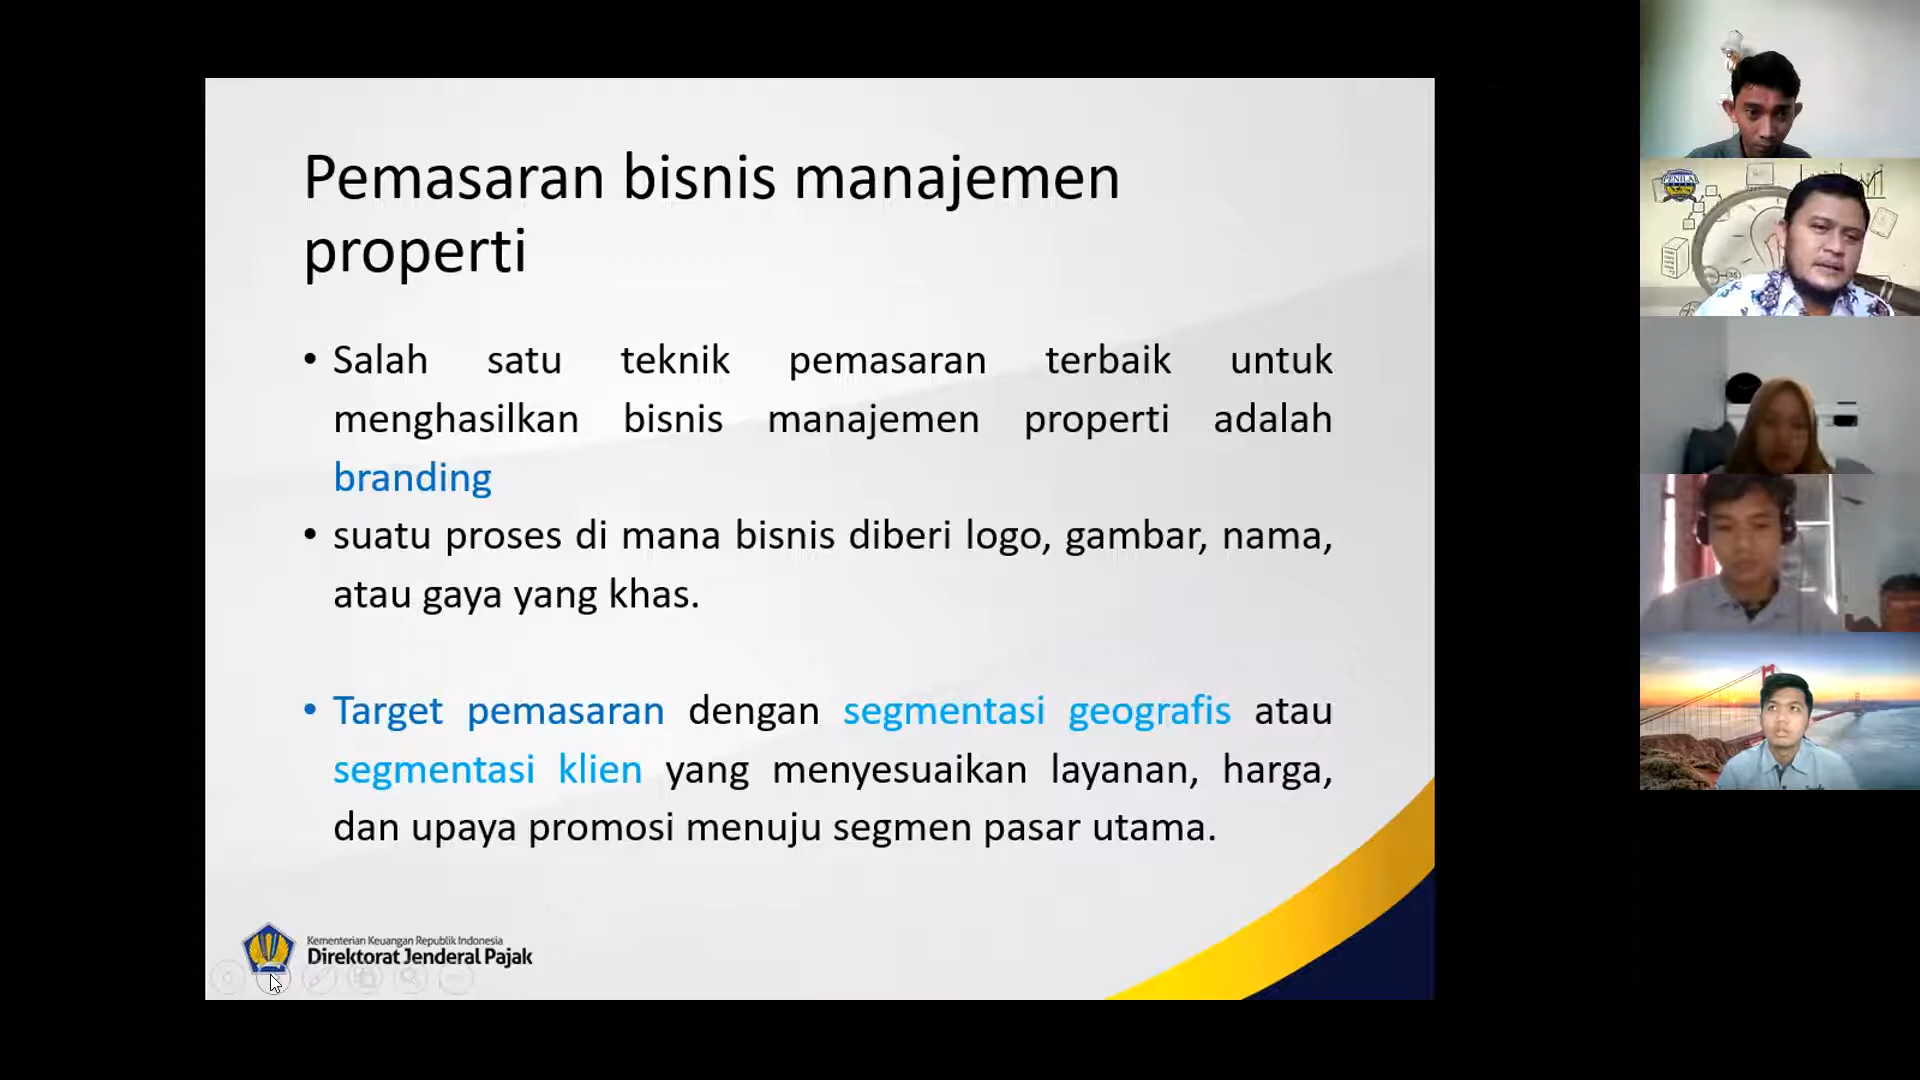 Pemasaran bisnis manajemen
properti
• Salah satu teknik pemasaran terbaik untuk
menghasilkan bisnis manajemen properti adalah
branding
• suatu proses di mana bisnis diberi logo, gambar, nama,
atau gaya yang khas.
• Target pemasaran dengan segmentasi geografis atau
segmentasi klien yang menyesuaikan layanan, harga,
dan upaya promosi menuju segmen pasar utama.
Kementerian Keuangan Republik Indonesia
Direktorat Jenderal Pajak
PENILAI